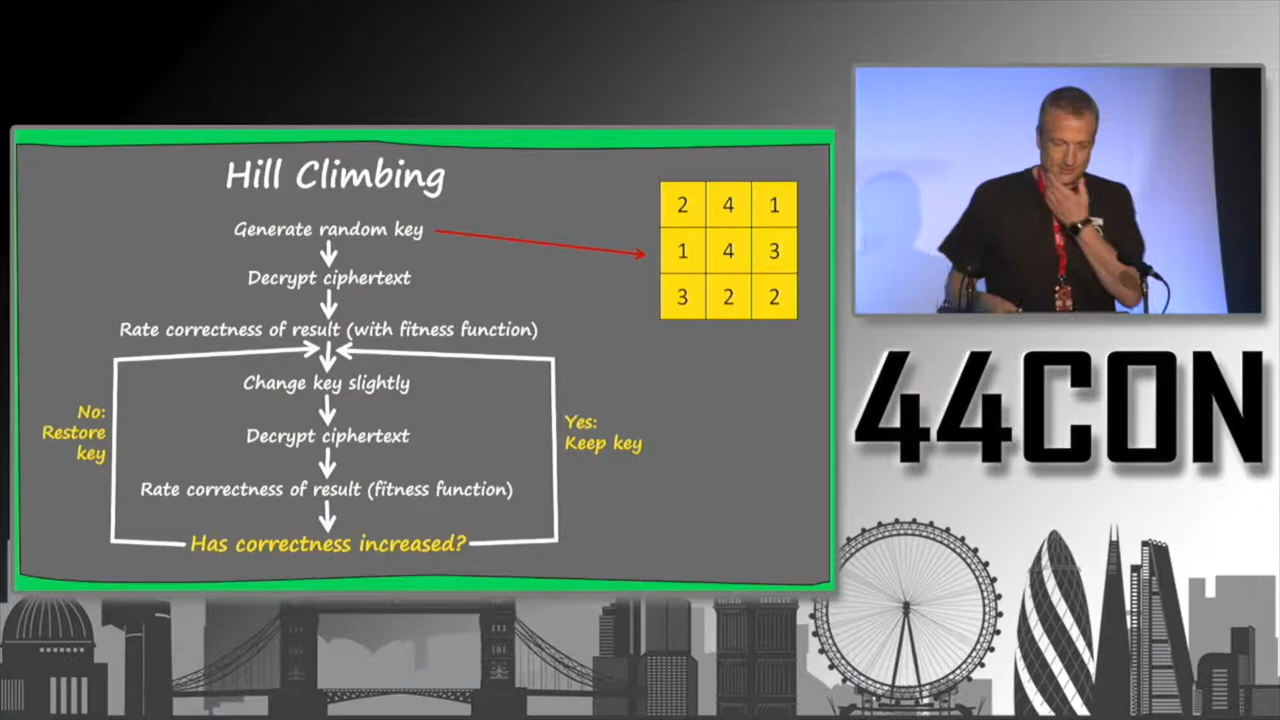 Hill Climbing
Generate random key
Decrypt ciphertext
Rate correctness of result (with fitness function)
Change key slightly
Decrypt ciphertext
Rate correctness of result (fitness function)
Has correctness increased?
No:
Restore
key
Yes:
Keep key
2 4 1
1 4 3
3 2 2
44CON